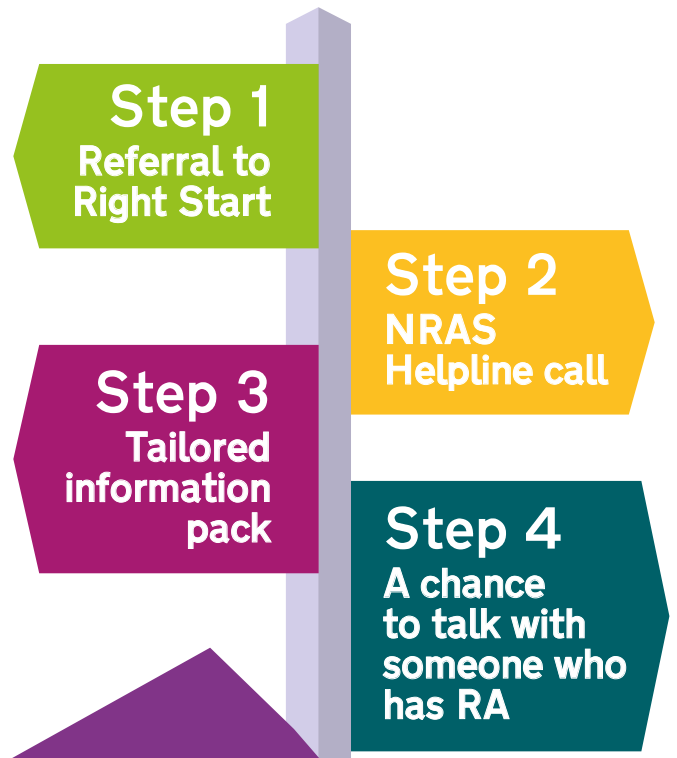 Step 1
Referral to
Right Start
Step 2
NRAS
Helpline call
Step 3
Tailored
information
pack
Step 4
A chance
to talk with
someone who
has RA